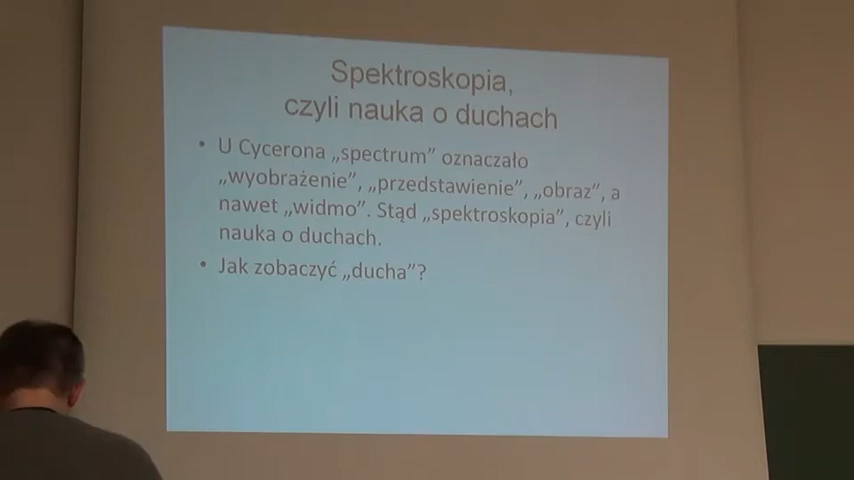 Spektroskopia,
czyli nauka o duchach
• U Cycerona „spectrum” oznaczało
„wyobrażenie”, „przedstawienie”, „obraz”, a
nawet „widmo”. Stąd „spektroskopia”, czyli
nauka o duchach.
• Jak zobaczyć „ducha”?